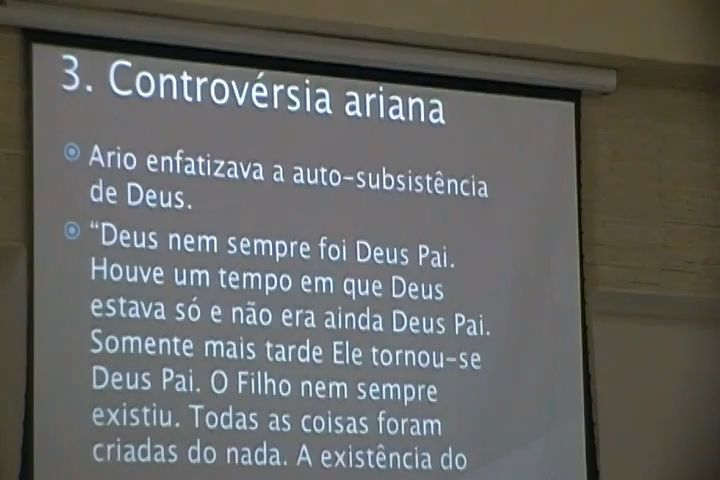 3. Controvérsia ariana
Ario enfatizava a auto-subsistência
de Deus.
“Deus nem sempre foi Deus Pai.
Houve um tempo em que Deus
estava só e não era ainda Deus Pai.
Somente mais tarde Ele tornou-se
Deus Pai. O Filho nem sempre
existiu. Todas as coisas foram
criadas do nada. A existência do